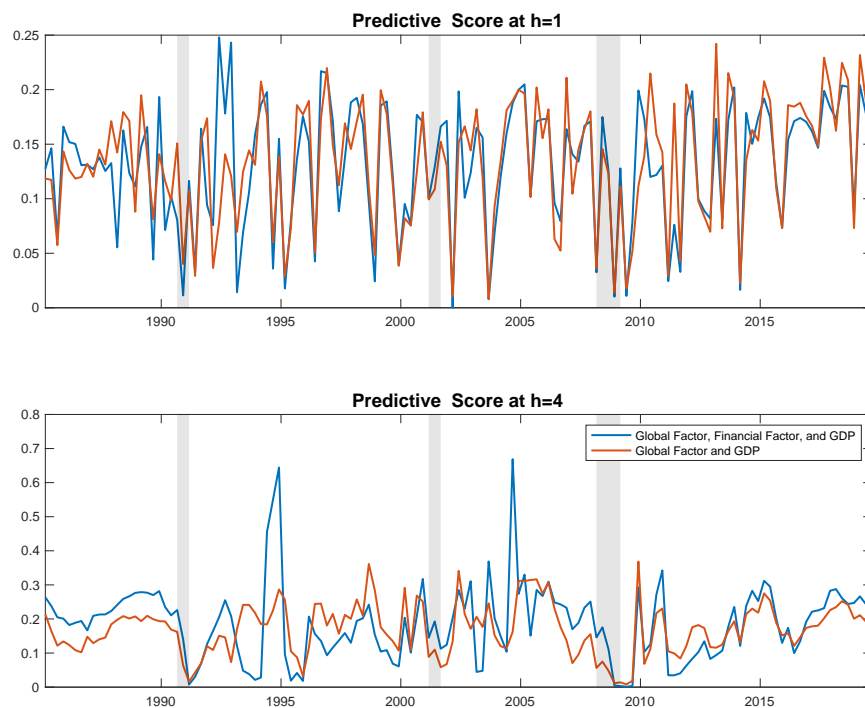 Predictive Score at h=1
0.25
0.2
0.15
0.1
0.05
0
1990 1995 2000 2005 2010 2015
Predictive Score at h=4
0.8
0.7
0.6
0.5
0.4
0.3
0.2
0.1
0
Global Factor, Financial Factor, and GDP
Global Factor and GDP
1990 1995 2000 2005 2010 2015